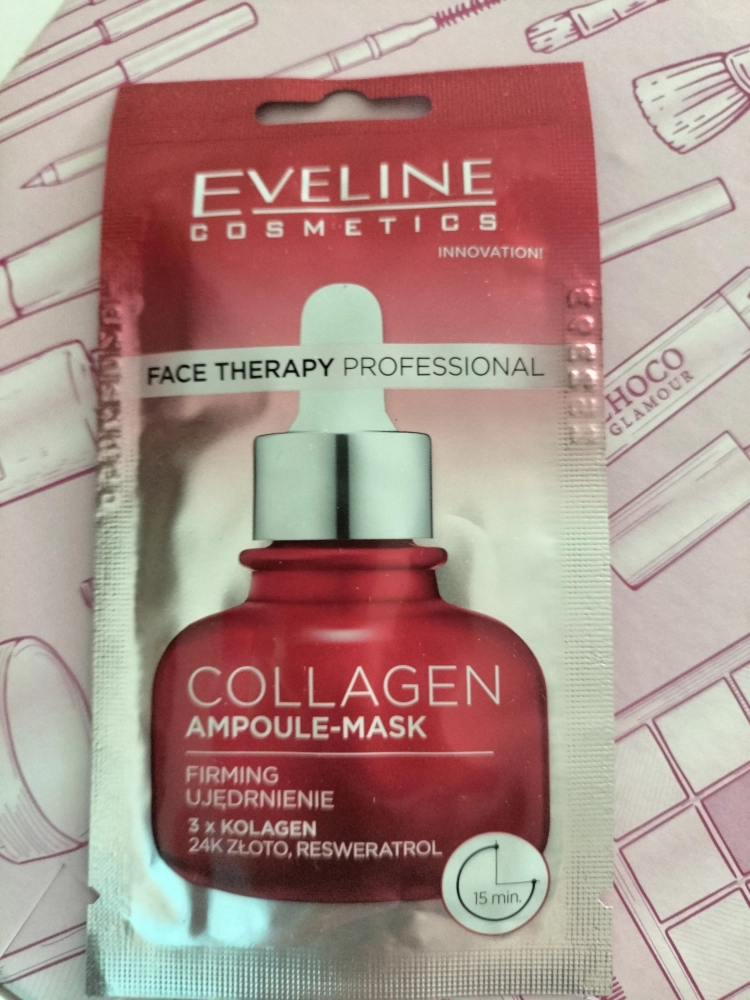 EVELINE
COSMETICS
INNOVATION!
FACE THERAPY PROFESSIONAL
CHOCO
GLAMOUR
COLLAGEN
AMPOULE-MASK
FIRMING
UJĘDRNIENIE
3 x KOLAGEN
24K ZŁOTO, RESWERATROL
15 min.